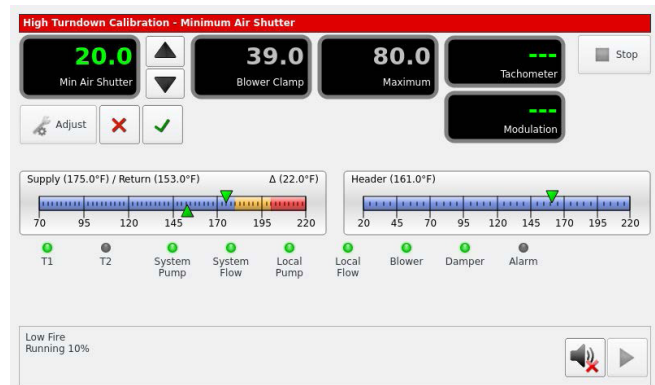 High Turndown Calibration - Minimum Air Shutter
20.0
Min Air Shutter
39.0
Blower Clamp
80.0
Maximum
---
Tachometer
Stop
Adjust
---
Modulation
Supply (175.0°F) / Return (153.0°F) Δ (22.0°F)
70 95 120 145 170 195 220
Header (161.0°F)
20 45 70 95 120 145 170 195 220
T1
T2
System
Pump
System
Flow
Local
Pump
Local
Flow
Blower
Damper
Alarm
Low Fire
Running 10%